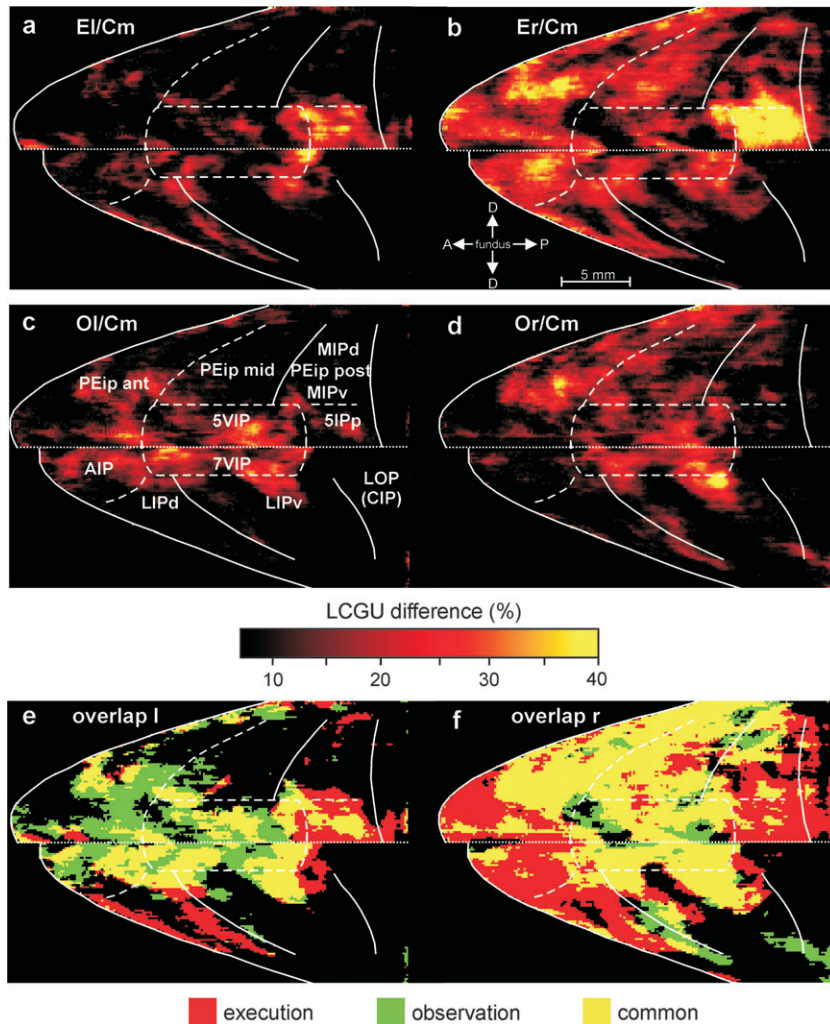 a El/Cm
b Er/Cm
D
A fundus P
D
5 mm
c Ol/Cm
d Or/Cm
MIPd
PEip ant PEip mid PEip post
MIPv
5VIP 5IPp
AIP 7VIP LOP
LIPd LIPv (CIP)
LCGU difference (%)
10 20 30 40
e overlap l
f overlap r
execution observation common